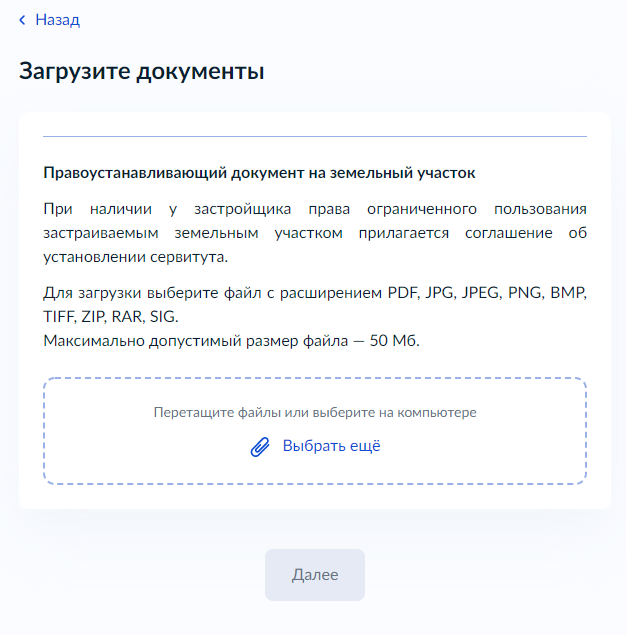 Назад
Загрузите документы
Правоустанавливающий документ на земельный участок
При наличии у застройщика права ограниченного пользования
застраиваемым земельным участком прилагается соглашение об
установлении сервитута.
Для загрузки выберите файл с расширением PDF, JPG, JPEG, PNG, BMP,
TIFF, ZIP, RAR, SIG.
Максимально допустимый размер файла — 50 Мб.
Перетащите файлы или выберите на компьютере
Выбрать ещё
Далее